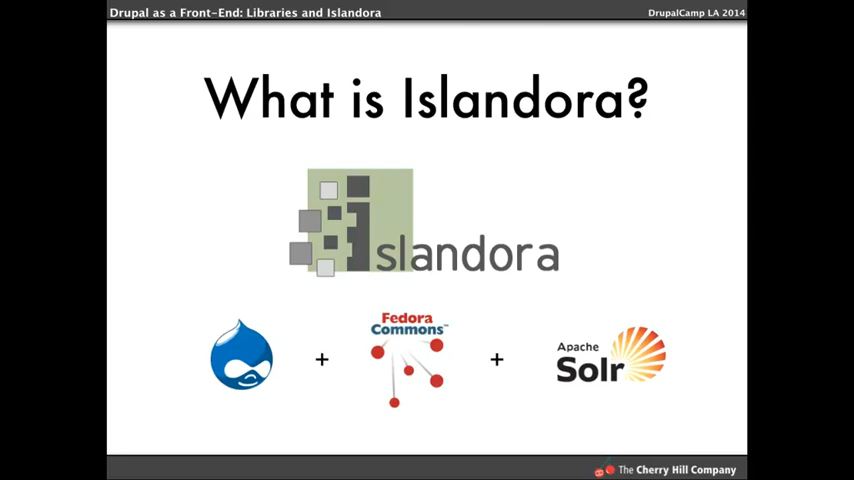 Drupal as a Front-End: Libraries and Islandora
DrupalCamp LA 2014
What is Islandora?
islandora
+
Fedora
Commons™
+
Apache
Solr
The Cherry Hill Company